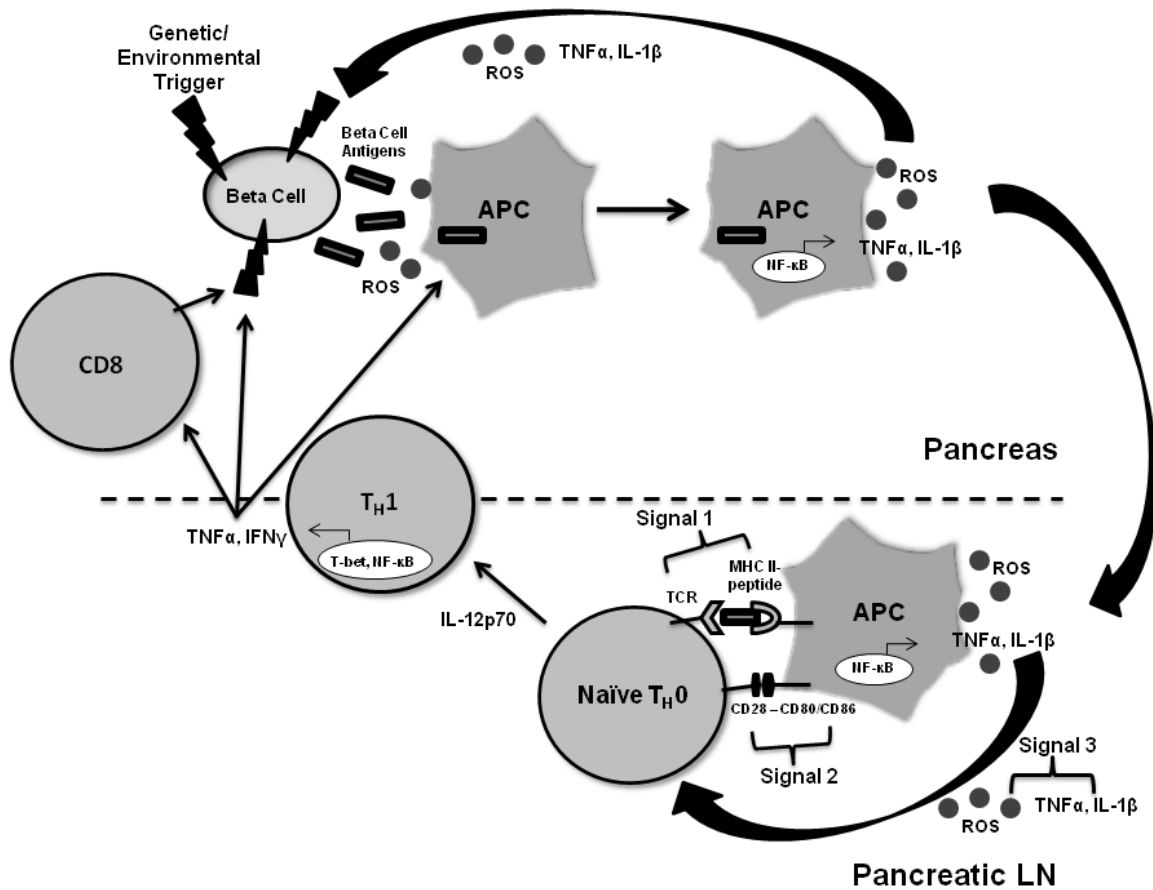 Genetic/
Environmental
Trigger
TNFα, IL-1β
ROS
Beta Cell
Antigens
Beta Cell
APC
APC
ROS
NF-κB
TNFα, IL-1β
ROS
CD8
Pancreas
TH1
TNFα, IFNγ
T-bet, NF-κB
Signal 1
MHC II-
peptide
TCR
ROS
IL-12p70
APC
TNFα, IL-1β
NF-κB
Naïve TH0
CD28 – CD80/CD86
Signal 2
Signal 3
TNFα, IL-1β
ROS
Pancreatic LN